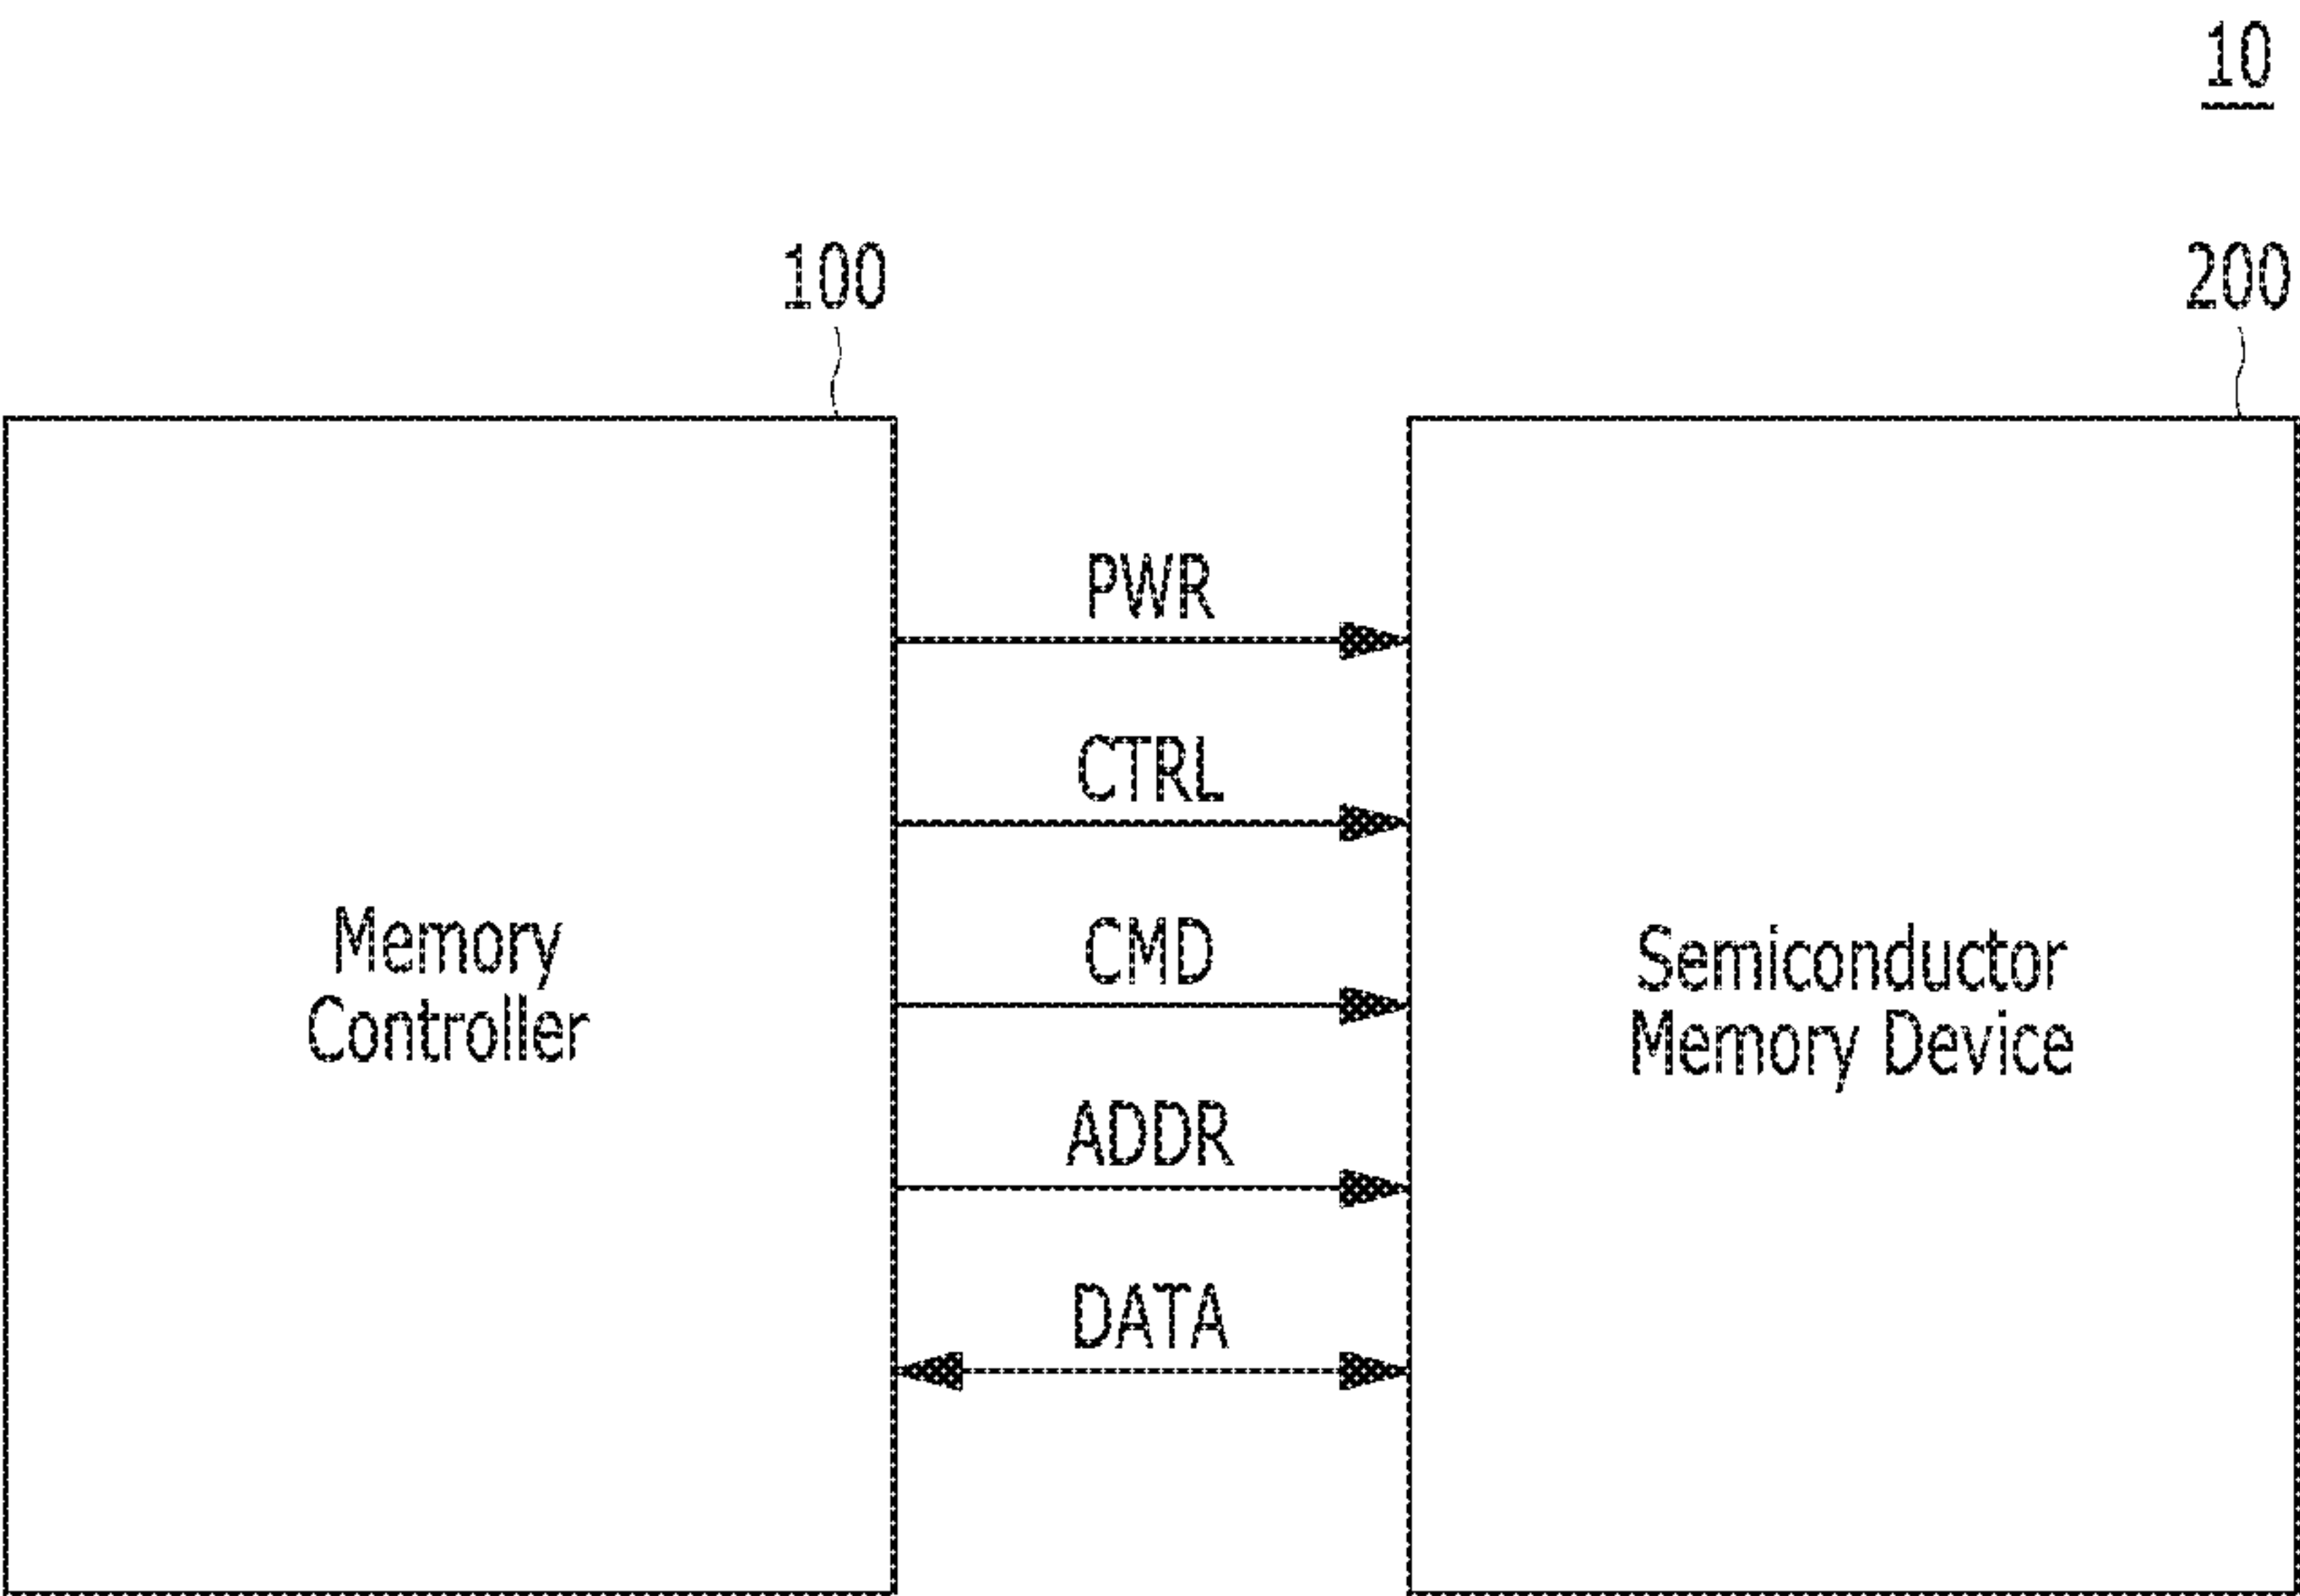 10
100
200
PWR
CTRL
CMD
ADDR
DATA
Memory
Controller
Semiconductor
Memory Device